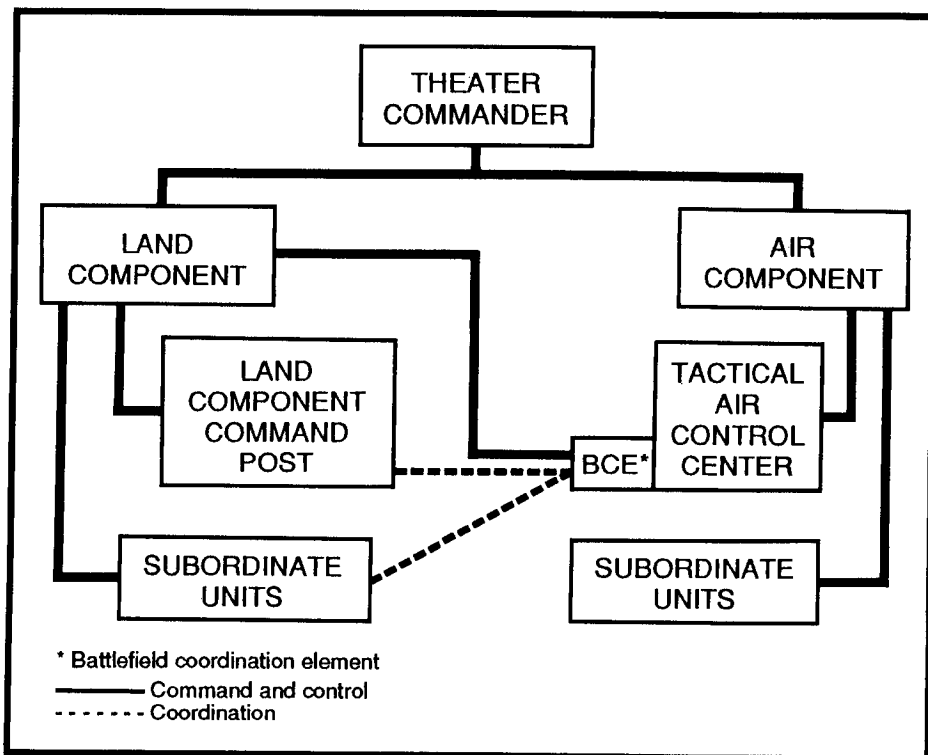 THEATER
COMMANDER
LAND
COMPONENT
AIR
COMPONENT
LAND
COMPONENT
COMMAND
POST
TACTICAL
AIR
CONTROL
CENTER
BCE*
SUBORDINATE
UNITS
SUBORDINATE
UNITS
* Battlefield coordination element
Command and control
Coordination